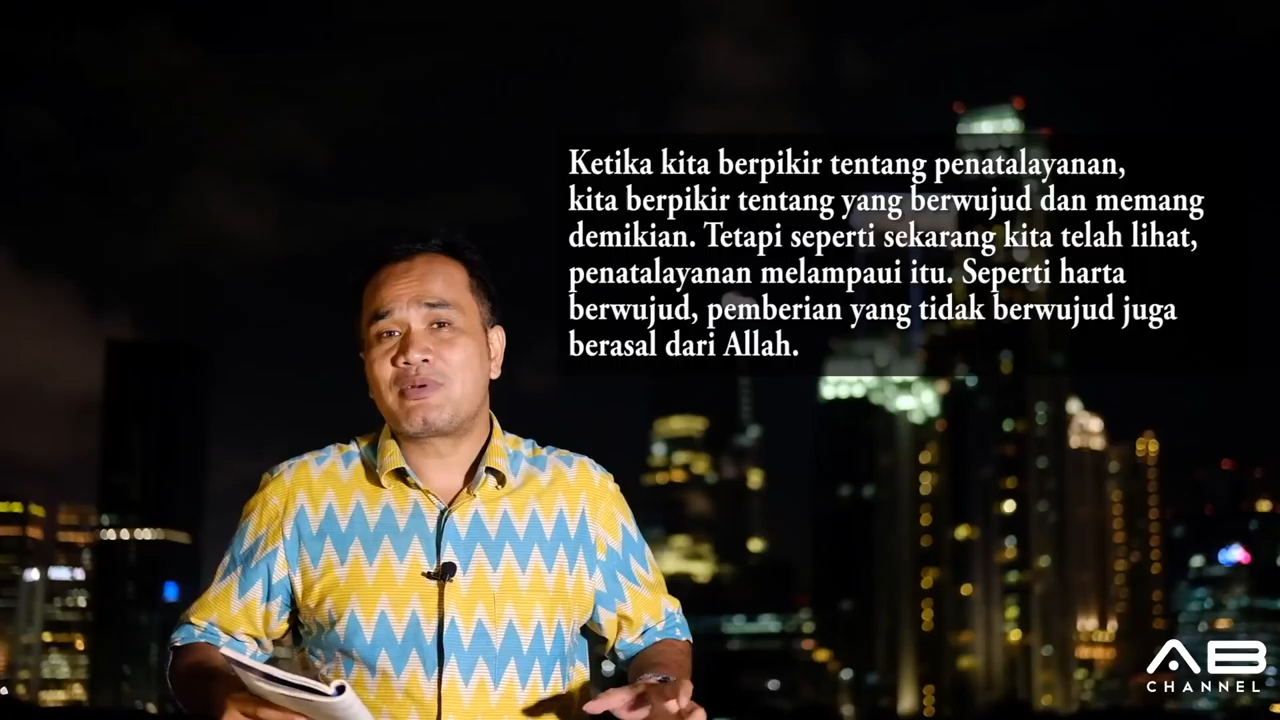 Ketika kita berpikir tentang penatalayanan,
kita berpikir tentang yang berwujud dan memang
demikian. Tetapi seperti sekarang kita telah lihat,
penatalayanan melampaui itu. Seperti harta
berwujud, pemberian yang tidak berwujud juga
berasal dari Allah.
AB
CHANNEL